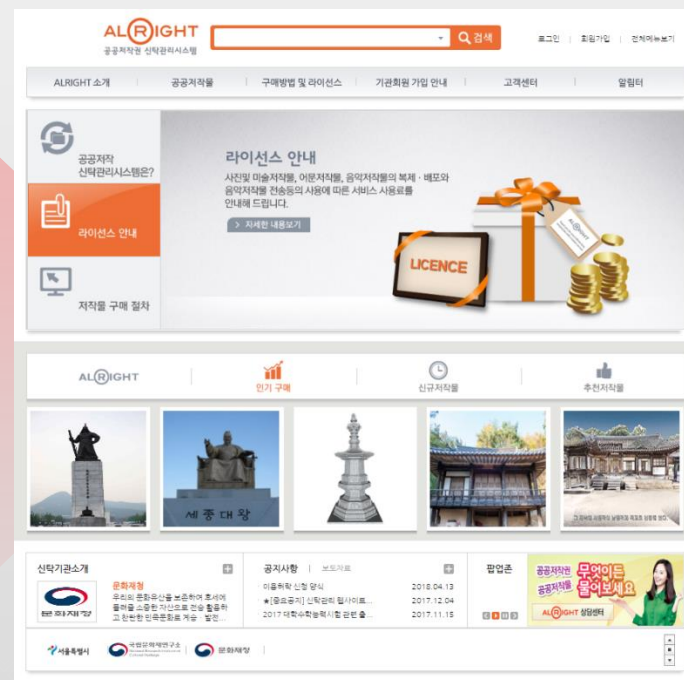 ALRIGHT
공공저작권 신탁관리시스템
검색
로그인 | 회원가입 | 전체메뉴보기
ALRIGHT 소개
공공저작물
구매방법 및 라이선스
기관회원 가입 안내
고객센터
알림터
공공저작
신탁관리시스템은?
라이선스 안내
저작물 구매 절차
라이선스 안내
사진및 미술저작물, 어문저작물, 음악저작물의 복제 · 배포와
음악저작물 전송등의 사용에 따른 서비스 사용료를
안내해 드립니다.
> 자세한 내용보기
LICENCE
ALRIGHT
ALRIGHT
인기 구매
신규저작물
추천저작물
세종대왕
신탁기관소개
문화재청
문화재청
우리의 문화유산을 보존하여 후세에
물려줄 소중한 자산으로 전승 활용하
고 찬란한 민족문화로 계승 · 발전...
공지사항 | 보도자료
이용위탁 신청 양식 2018.04.13
★[중요공지] 신탁관리 웹사이트... 2017.12.04
2017 대학수학능력시험 관련 출... 2017.11.15
팝업존
공공저작권 무엇이든
공공저작물 물어보세요
ALRIGHT 상담센터
서울특별시
국립문화재연구소
문화재청